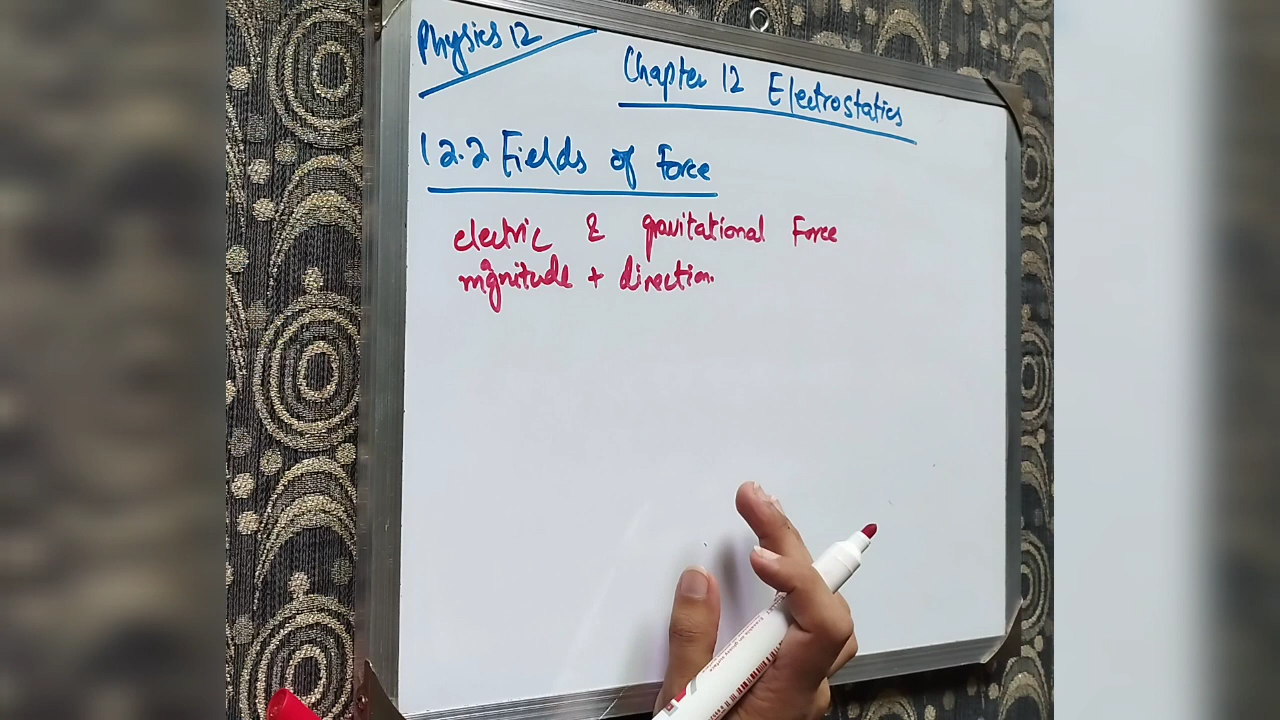 Physics 12
Chapter 12 Electrostatics
12.2 Fields of Force
electric & gravitational Force
magnitude + direction.